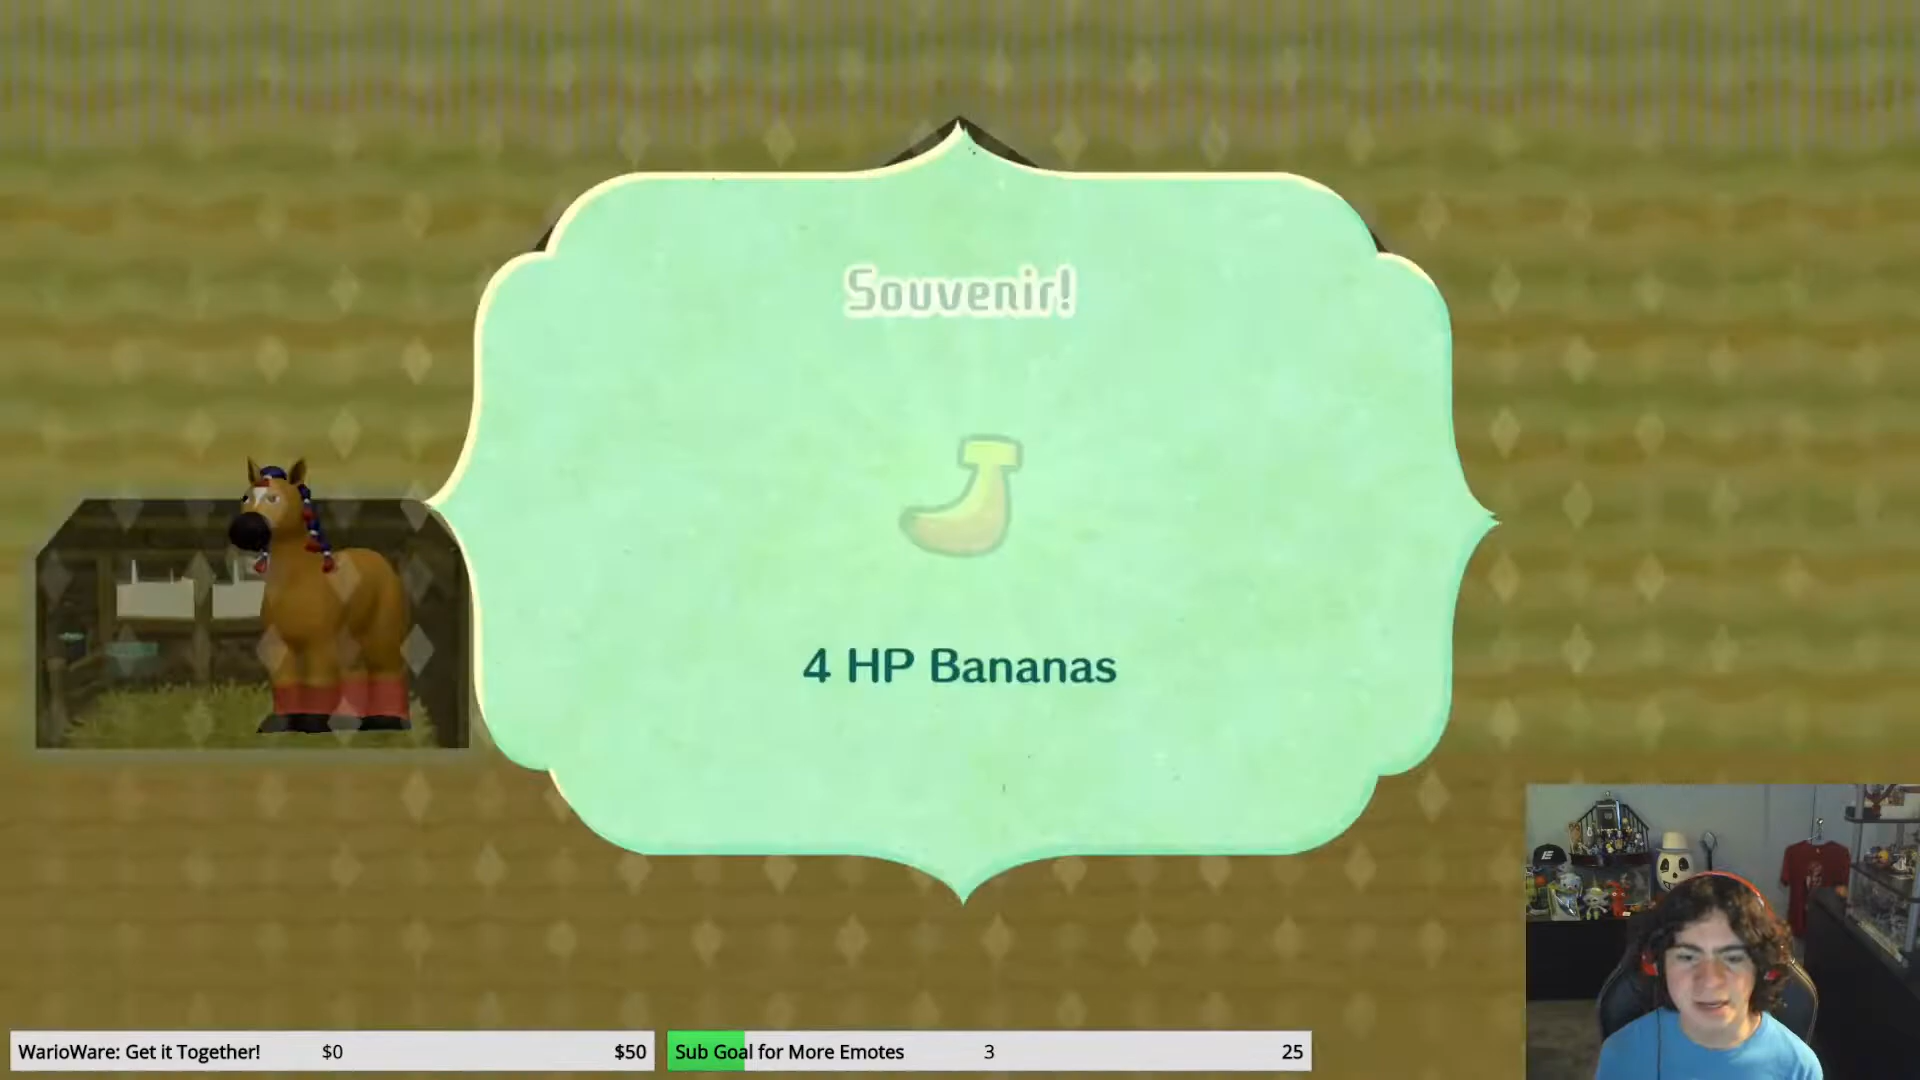 Souvenir!
4 HP Bananas
WarioWare: Get it Together! $0 $50
Sub Goal for More Emotes 3 25